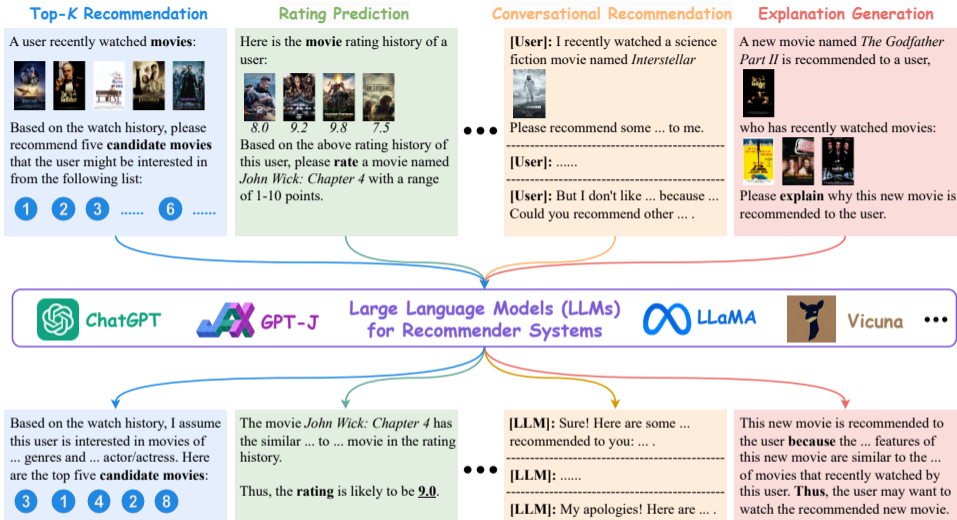 Top-K Recommendation
A user recently watched movies:
Based on the watch history, please
recommend five candidate movies
that the user might be interested in
from the following list:
1 2 3 ...... 6 ......
Rating Prediction
Here is the movie rating history of a
user:
8.0 9.2 9.8 7.5
Based on the above rating history of
this user, please rate a movie named
John Wick: Chapter 4 with a range
of 1-10 points.
Conversational Recommendation
[User]: I recently watched a science
fiction movie named Interstellar
Please recommend some ... to me.
[User]: ......
[User]: But I don't like ... because ...
Could you recommend other ... .
Explanation Generation
A new movie named The Godfather
Part II is recommended to a user,
who has recently watched movies:
Please explain why this new movie is
recommended to the user.
ChatGPT
GPT-J
Large Language Models (LLMs)
for Recommender Systems
LLaMA
Vicuna
Based on the watch history, I assume
this user is interested in movies of
... genres and ... actor/actress. Here
are the top five candidate movies:
3 1 4 2 8
The movie John Wick: Chapter 4 has
the similar ... to ... movie in the rating
history.
Thus, the rating is likely to be 9.0.
[LLM]: Sure! Here are some ...
recommended to you: ... .
[LLM]: ......
[LLM]: My apologies! Here are ... .
This new movie is recommended to
the user because the ... features of
this new movie are similar to the ...
of movies that recently watched by
this user. Thus, the user may want to
watch the recommended new movie.